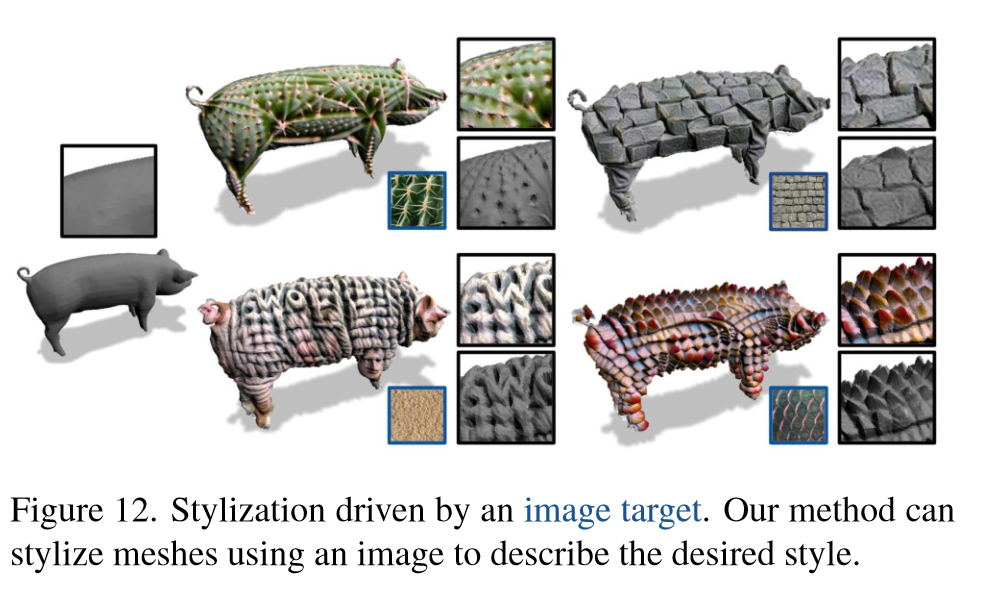 WOL
Figure 12. Stylization driven by an image target. Our method can
stylize meshes using an image to describe the desired style.